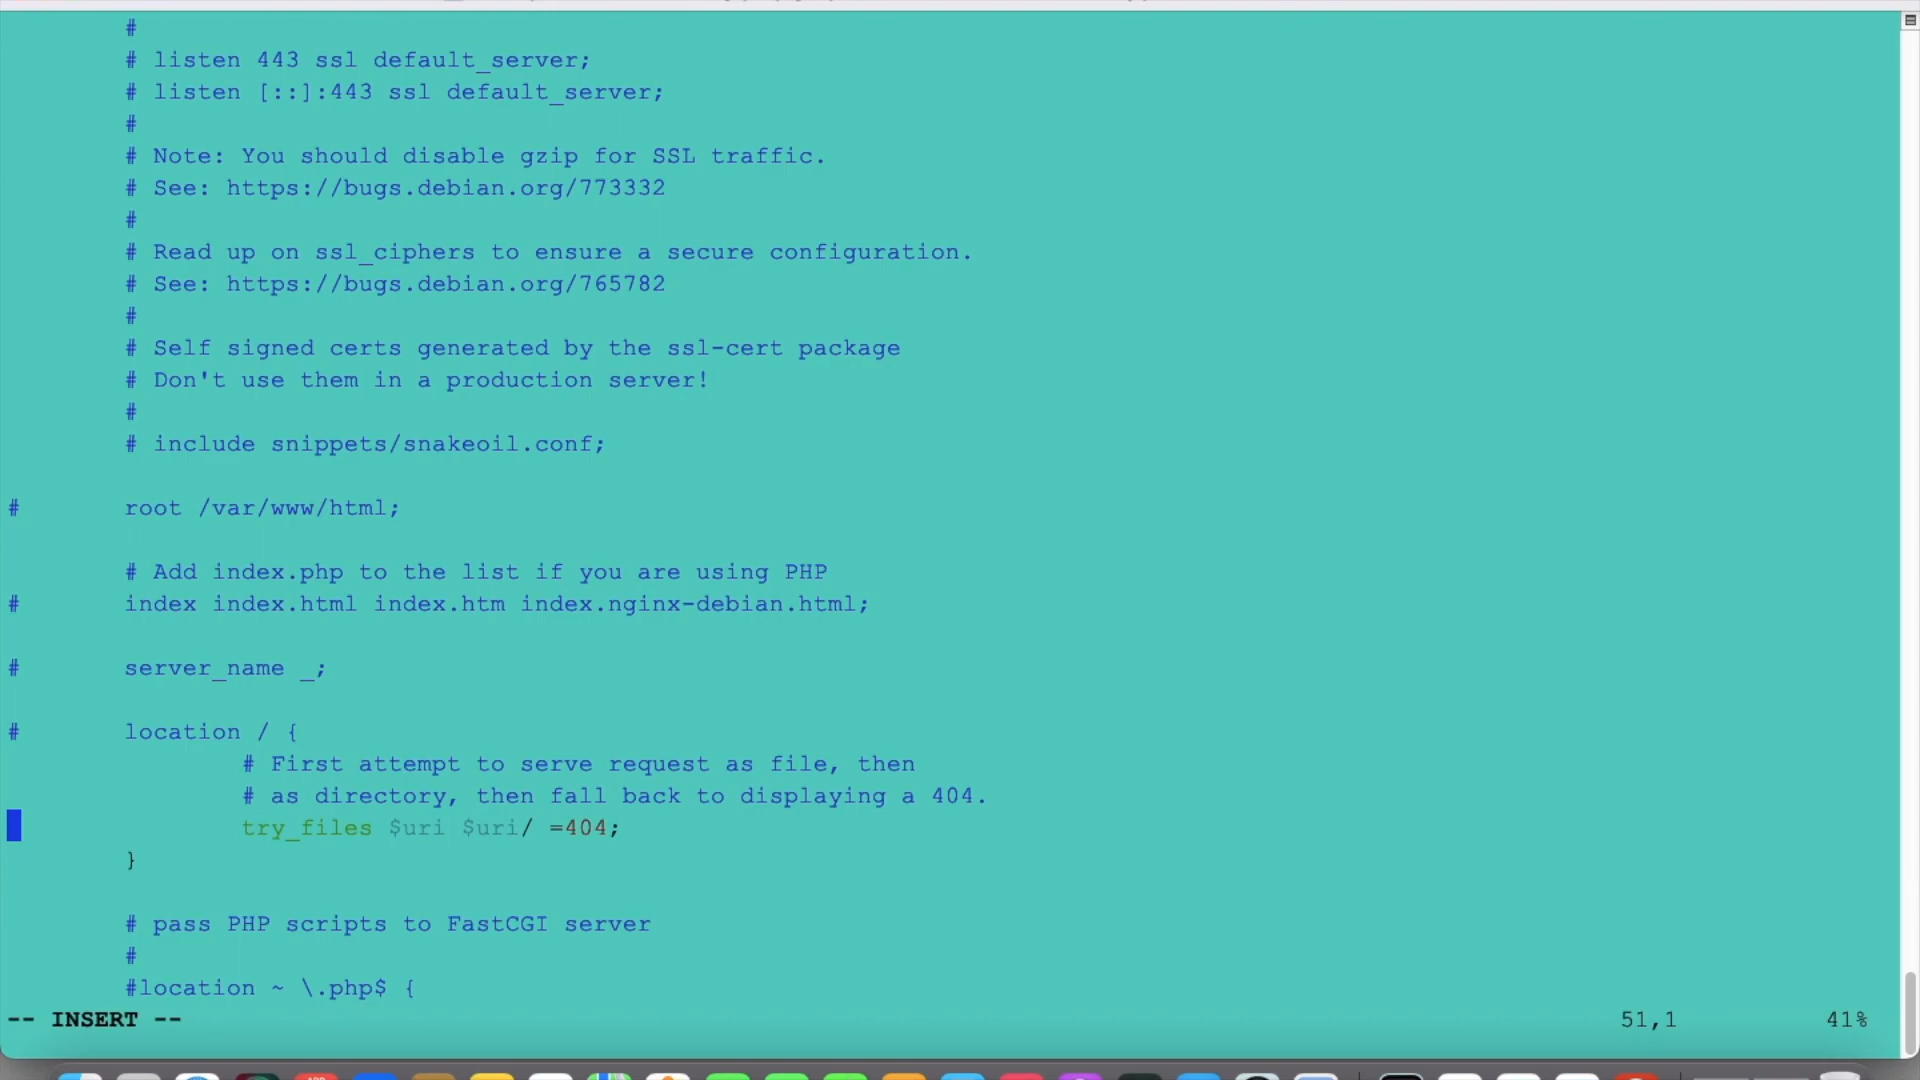 #
# listen 443 ssl default_server;
# listen [::]:443 ssl default_server;
#
# Note: You should disable gzip for SSL traffic.
# See: https://bugs.debian.org/773332
#
# Read up on ssl_ciphers to ensure a secure configuration.
# See: https://bugs.debian.org/765782
#
# Self signed certs generated by the ssl-cert package
# Don't use them in a production server!
#
# include snippets/snakeoil.conf;
# root /var/www/html;
# Add index.php to the list if you are using PHP
# index index.html index.htm index.nginx-debian.html;
# server_name _;
# location / {
# First attempt to serve request as file, then
# as directory, then fall back to displaying a 404.
try_files $uri $uri/ =404;
}
# pass PHP scripts to FastCGI server
#
#location ~ \.php$ {
-- INSERT -- 51,1 41%